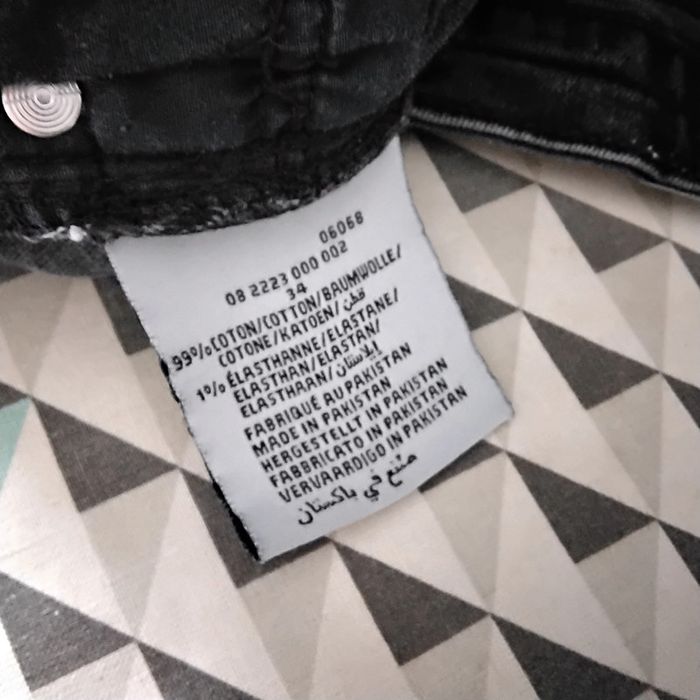 06068
08 2223 000 002
34
99% COTON/COTTON/BAUMWOLLE/
COTONE/KATOEN/قطن
1% ÉLASTHANNE/ELASTANE/
ELASTHAN/ELASTAN/
ELASTHAAN/إيلاستان
FABRIQUÉ AU PAKISTAN
MADE IN PAKISTAN
HERGESTELLT IN PAKISTAN
FABBRICATO IN PAKISTAN
VERVAARDIGD IN PAKISTAN
صنع في باكستان